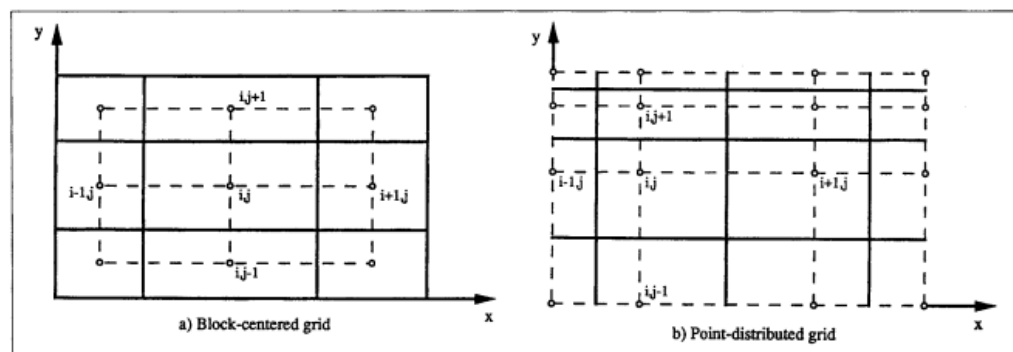 y
i,j+1
i-1,j
i,j
i+1,j
i,j-1
x
a) Block-centered grid
y
i,j+1
i-1,j
i,j
i+1,j
i,j-1
x
b) Point-distributed grid